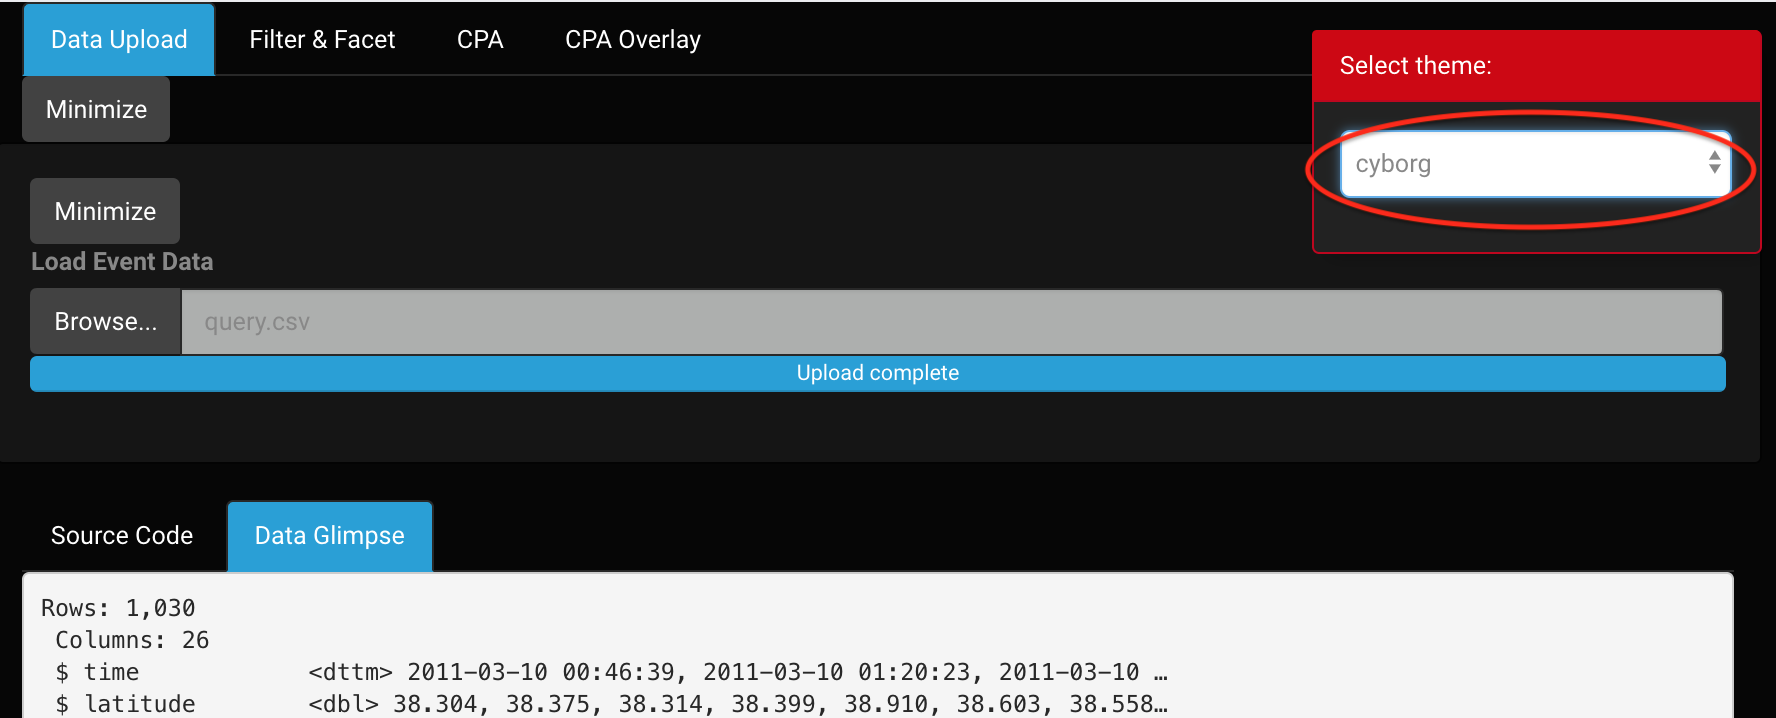 Data Upload Filter & Facet CPA CPA Overlay
Select theme:
Minimize
cyborg
Minimize
Load Event Data
Browse... query.csv
Upload complete
Source Code Data Glimpse
Rows: 1,030
Columns: 26
$ time <dttm> 2011-03-10 00:46:39, 2011-03-10 01:20:23, 2011-03-10 …
$ latitude <dbl> 38.304, 38.375, 38.314, 38.399, 38.910, 38.603, 38.558…